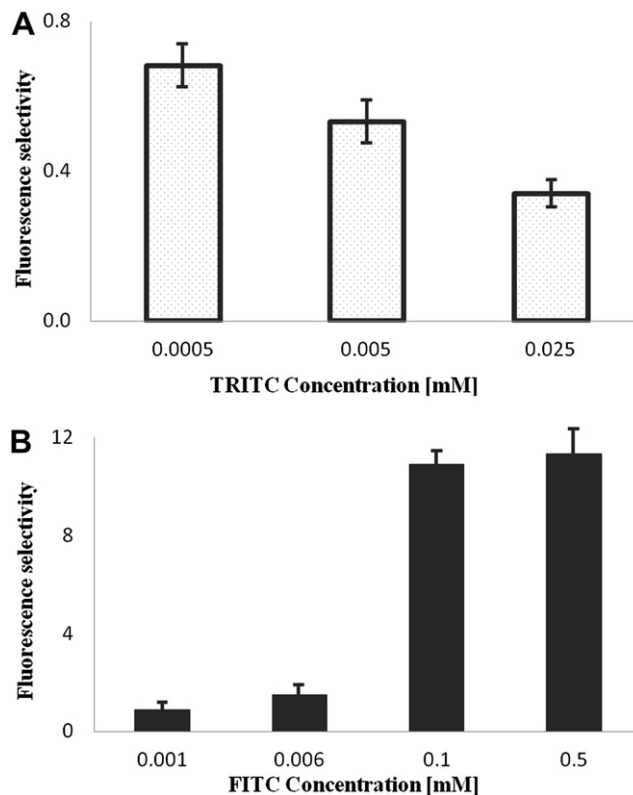 A
Fluorescence selectivity
0.8
0.4
0.0
0.0005 0.005 0.025
TRITC Concentration [mM]
B
Fluorescence selectivity
12
8
4
0
0.001 0.006 0.1 0.5
FITC Concentration [mM]